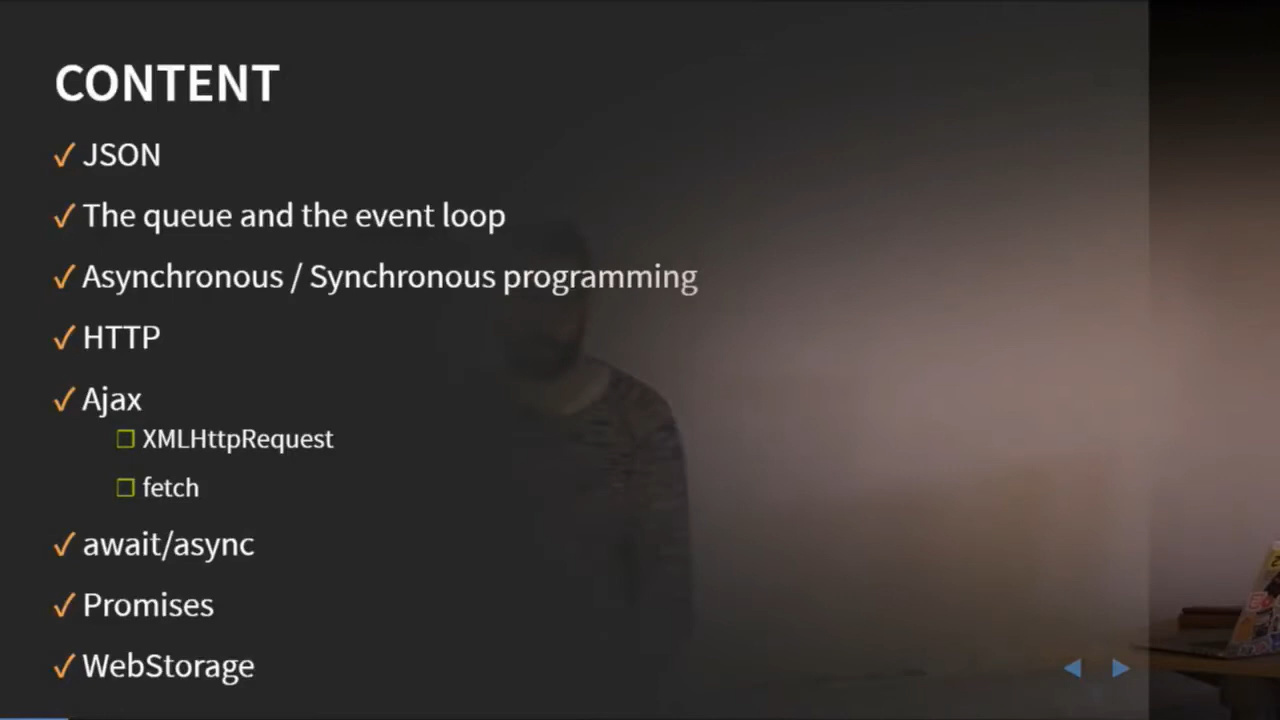 CONTENT
✓ JSON
✓ The queue and the event loop
✓ Asynchronous / Synchronous programming
✓ HTTP
✓ Ajax
❒ XMLHttpRequest
❒ fetch
✓ await/async
✓ Promises
✓ WebStorage